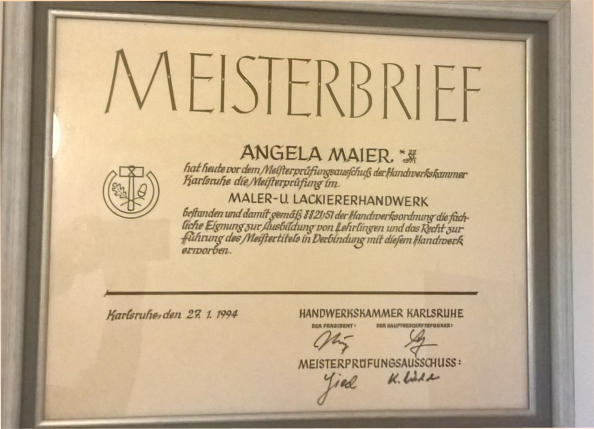 MEISTERBRIEF
ANGELA MAIER,
hat heute vor dem Meisterprüfungsausschuß der Handwerkskammer
Karlsruhe die Meisterprüfung im
MALER-U. LACKIERERHANDWERK
bestanden und damit gemäß §§ 21/51 der Handwerksordnung die fach-
liche Eignung zur Ausbildung von Lehrlingen und das Recht zur
Führung des Meistertitels in Verbindung mit diesem Handwerk
erworben.
Karlsruhe, den 27. 1. 1994
HANDWERKSKAMMER KARLSRUHE
DER PRÄSIDENT: DER HAUPTGESCHÄFTSFÜHRER:
MEISTERPRÜFUNGSAUSSCHUSS: